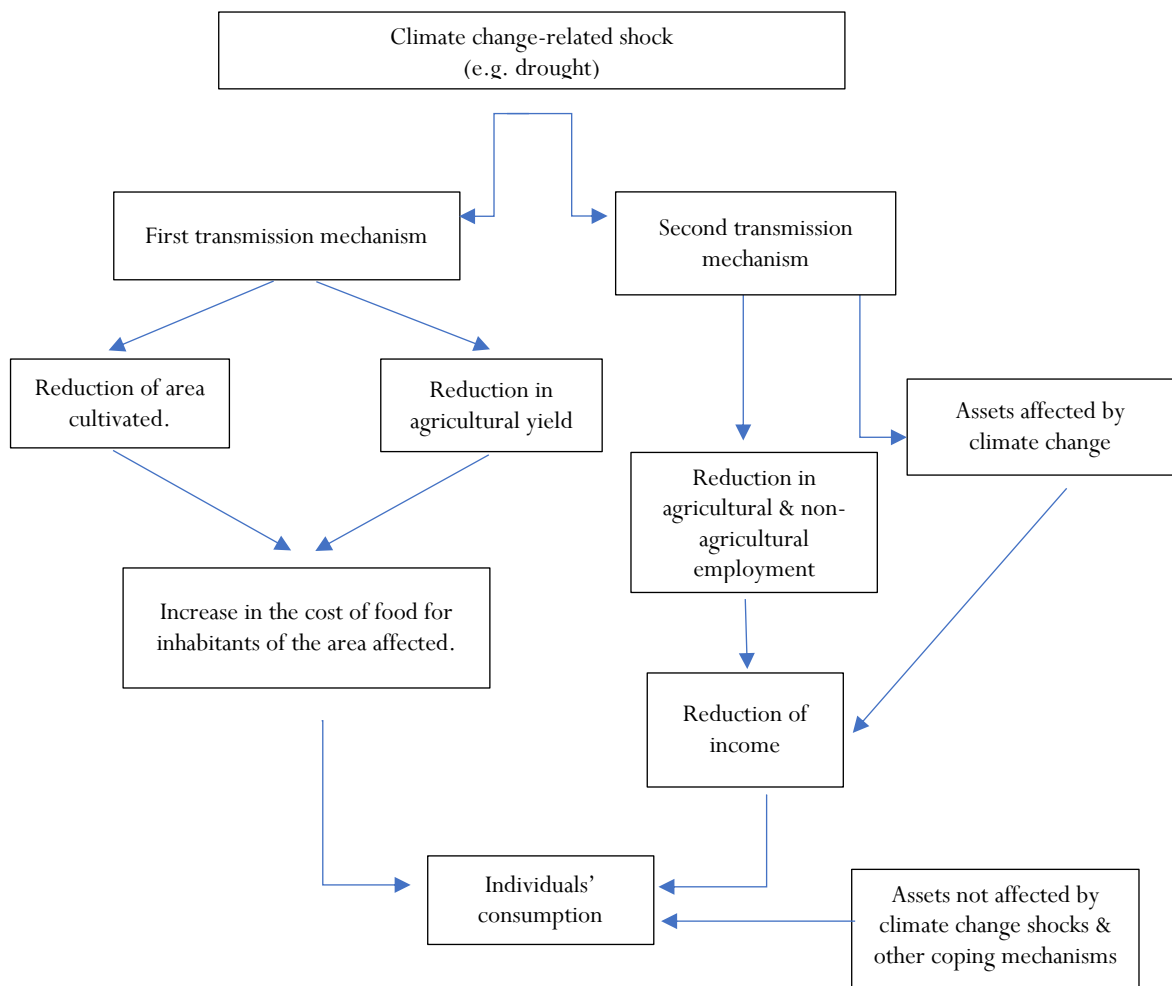 Climate change-related shock
(e.g. drought)
First transmission mechanism
Second transmission
mechanism
Reduction of area
cultivated.
Reduction in
agricultural yield
Assets affected by
climate change
Reduction in
agricultural & non-
agricultural
employment
Increase in the cost of food for
inhabitants of the area affected.
Reduction of
income
Individuals’
consumption
Assets not affected by
climate change shocks &
other coping mechanisms